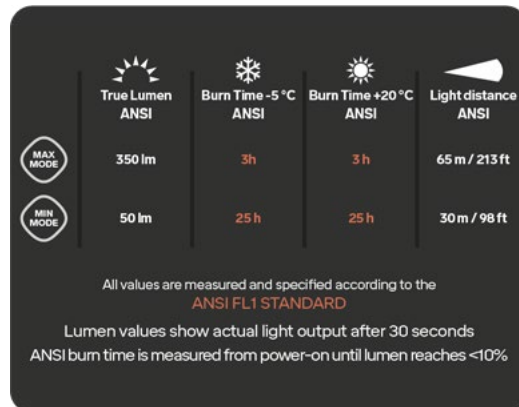 True Lumen Burn Time -5 °C Burn Time +20 °C Light distance
ANSI ANSI ANSI ANSI
MAX MODE 350 lm 3h 3 h 65 m / 213 ft
MIN MODE 50 lm 25 h 25 h 30 m / 98 ft
All values are measured and specified according to the
ANSI FL1 STANDARD
Lumen values show actual light output after 30 seconds
ANSI burn time is measured from power-on until lumen reaches <10%